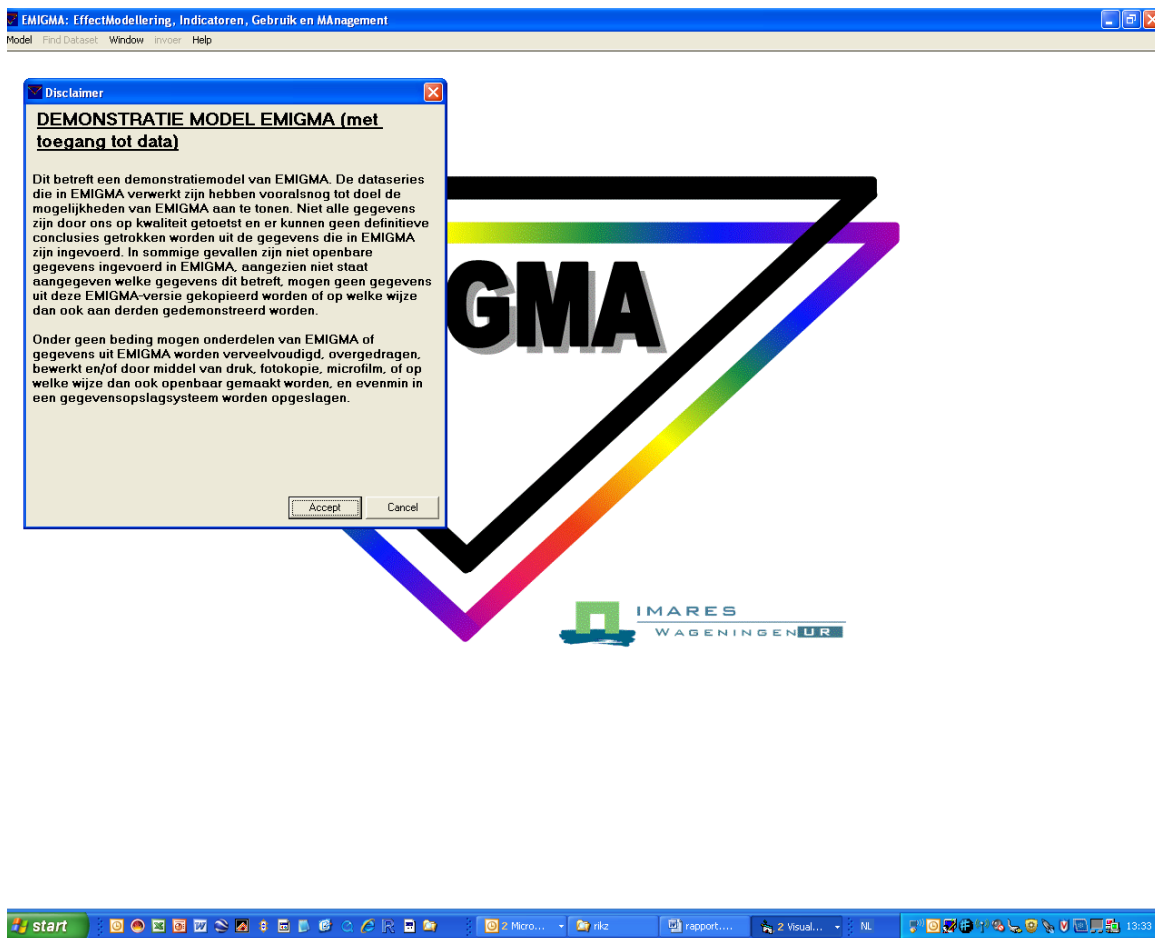 EMIGMA: EffectModellering, Indicatoren, Gebruik en MAnagement
Model Find Dataset Window invoer Help
Disclaimer
DEMONSTRATIE MODEL EMIGMA (met
toegang tot data)
Dit betreft een demonstratiemodel van EMIGMA. De dataseries
die in EMIGMA verwerkt zijn hebben vooralsnog tot doel de
mogelijkheden van EMIGMA aan te tonen. Niet alle gegevens
zijn door ons op kwaliteit getoetst en er kunnen geen definitieve
conclusies getrokken worden uit de gegevens die in EMIGMA
zijn ingevoerd. In sommige gevallen zijn niet openbare
gegevens ingevoerd in EMIGMA, aangezien niet staat
aangegeven welke gegevens dit betreft, mogen geen gegevens
uit deze EMIGMA-versie gekopieerd worden of op welke wijze
dan ook aan derden gedemonstreerd worden.
Onder geen beding mogen onderdelen van EMIGMA of
gegevens uit EMIGMA worden verveelvoudigd, overgedragen,
bewerkt en/of door middel van druk, fotokopie, microfilm, of op
welke wijze dan ook openbaar gemaakt worden, en evenmin in
een gegevensopslagsysteem worden opgeslagen.
Accept Cancel
GMA
IMARES
WAGENINGEN UR
start 2 Micro... rikz rapport.... 2 Visual... NL 13:33